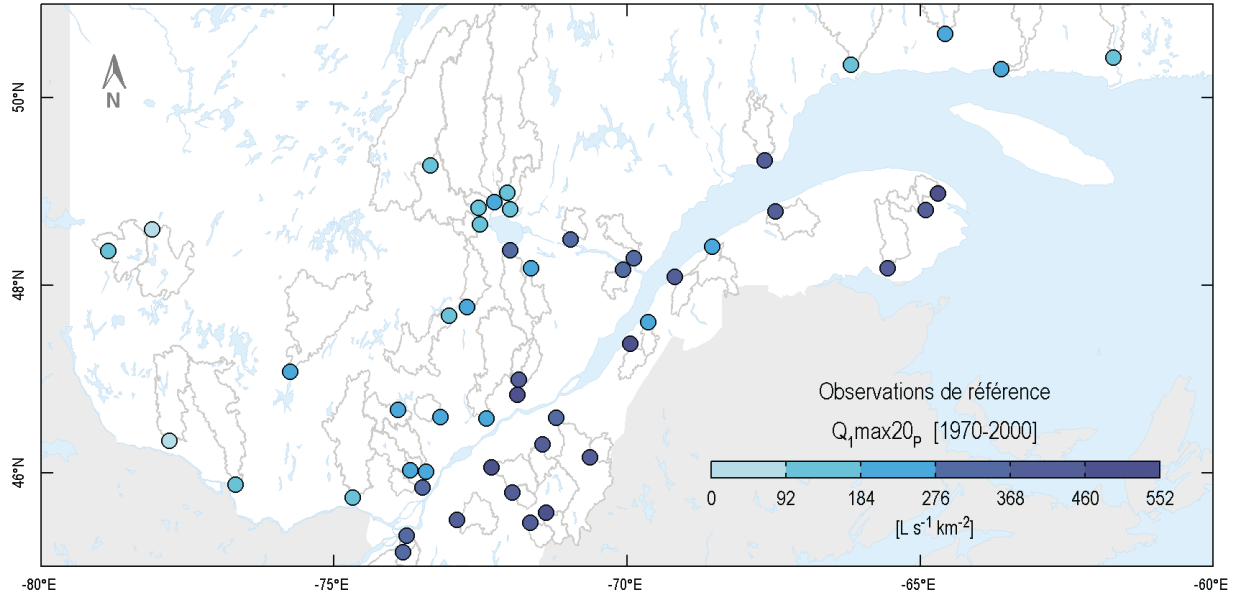 N
50°N
48°N
46°N
Observations de référence
Q₁max20ₚ [1970-2000]
0 92 184 276 368 460 552
[L s⁻¹ km⁻²]
-80°E -75°E -70°E -65°E -60°E